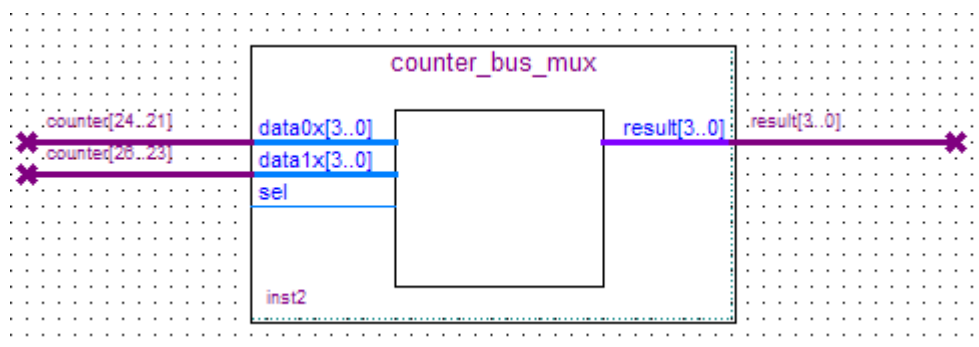 counter_bus_mux
counter[24..21]
data0x[3..0]
result[3..0]
result[3..0]
counter[26..23]
data1x[3..0]
sel
inst2